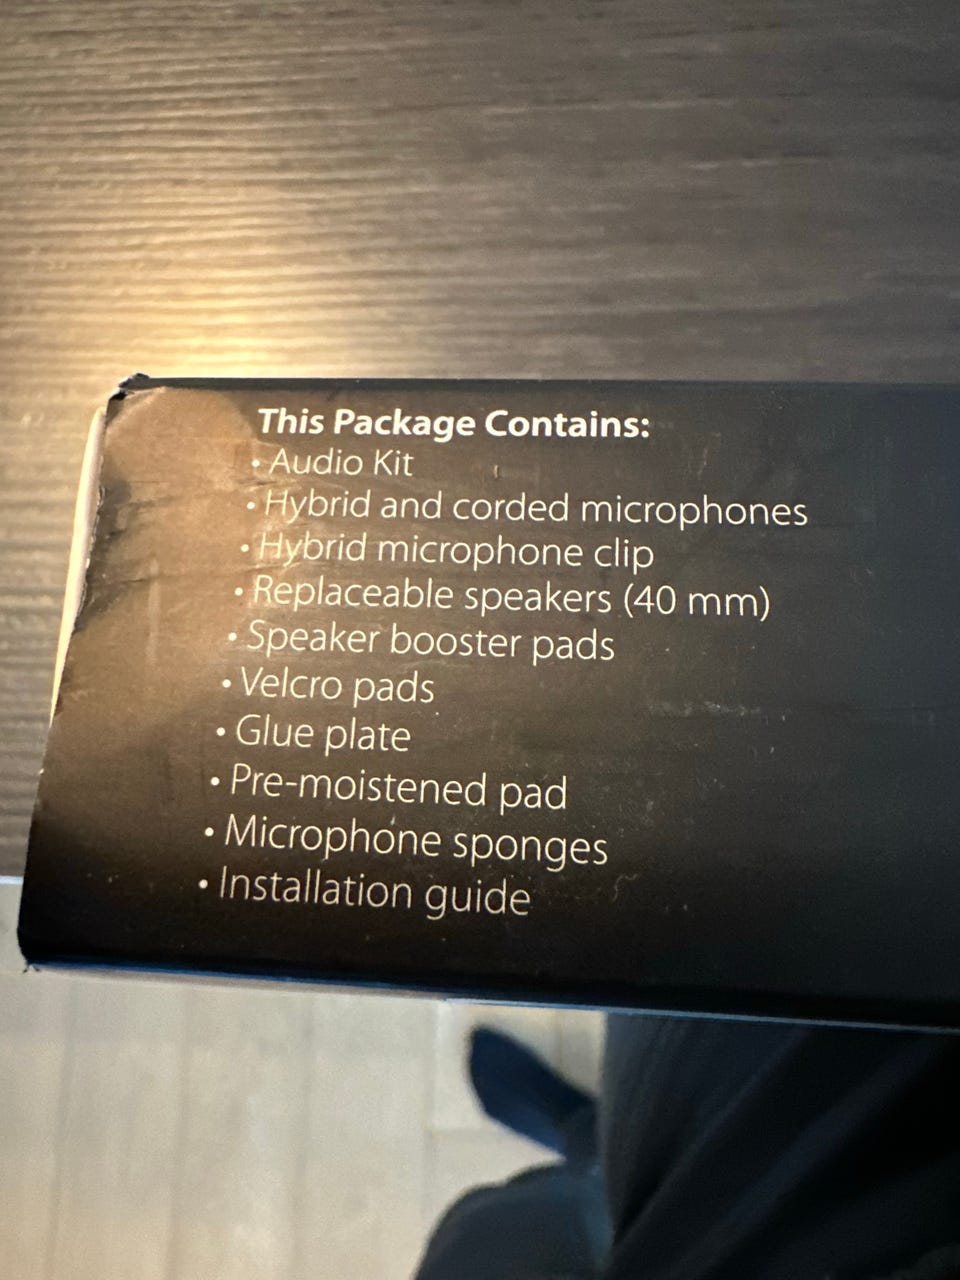 This Package Contains:
• Audio Kit
• Hybrid and corded microphones
• Hybrid microphone clip
• Replaceable speakers (40 mm)
• Speaker booster pads
• Velcro pads
• Glue plate
• Pre-moistened pad
• Microphone sponges
• Installation guide